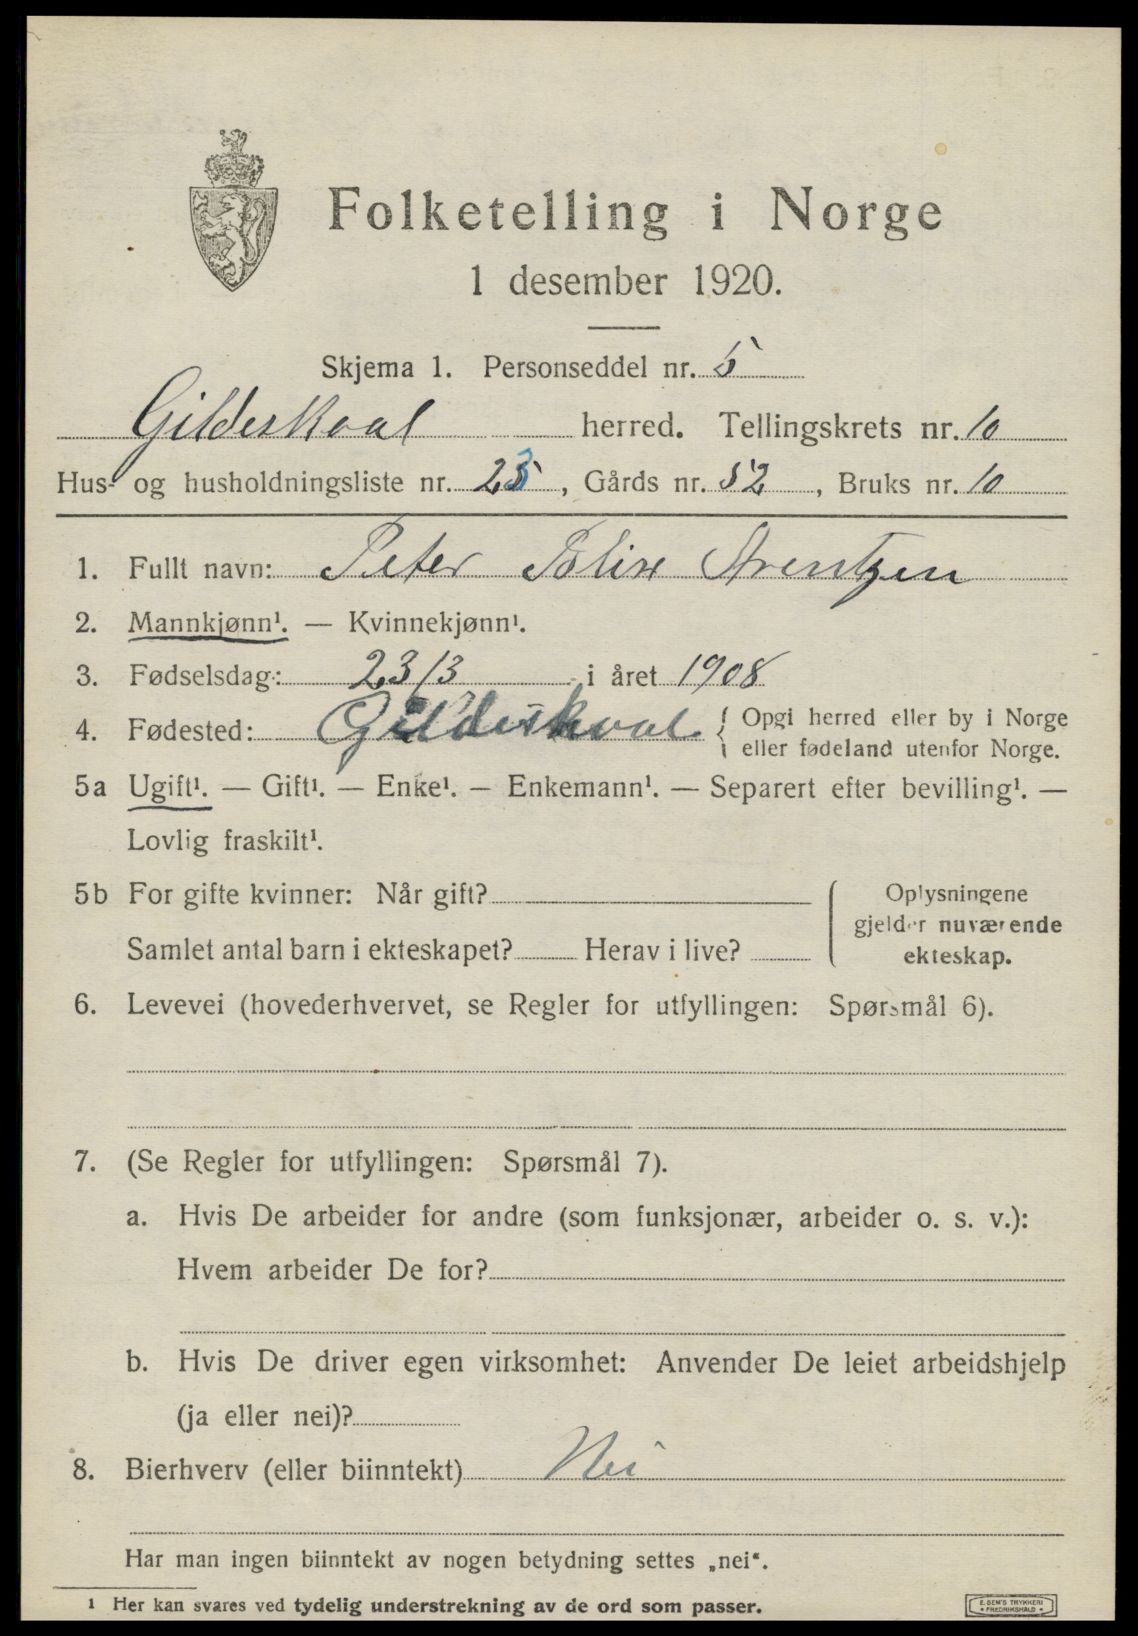 Folketelling i Norge
1 desember 1920.
Skjema 1. Personseddel nr. 5
Gildeskaal herred. Tellingskrets nr. 10
Hus- og husholdningsliste nr. 23, Gårds nr. 52, Bruks nr. 10
1. Fullt navn: Peter
2. Mannkjønn¹. — Kvinnekjønn¹.
3. Fødselsdag: 23/3 i året 1908
4. Fødested: Gildeskaal { Opgi herred eller by i Norge
eller fødeland utenfor Norge.
5a Ugift¹. — Gift¹. — Enke¹. — Enkemann¹. — Separert efter bevilling¹. —
Lovlig fraskilt¹.
5b For gifte kvinner: Når gift?
Samlet antal barn i ekteskapet? Herav i live?
Oplysningene
gjelder nuværende
ekteskap.
6. Levevei (hovederhvervet, se Regler for utfyllingen: Spørsmål 6).
7. (Se Regler for utfyllingen: Spørsmål 7).
a. Hvis De arbeider for andre (som funksjonær, arbeider o. s. v.):
Hvem arbeider De for?
b. Hvis De driver egen virksomhet: Anvender De leiet arbeidshjelp
(ja eller nei)?
8. Bierhverv (eller biinntekt) Nei
Har man ingen biinntekt av nogen betydning settes „nei“.
1 Her kan svares ved tydelig understrekning av de ord som passer.
E. SEM'S TRYKKERI
• FREDRIKSHALD •